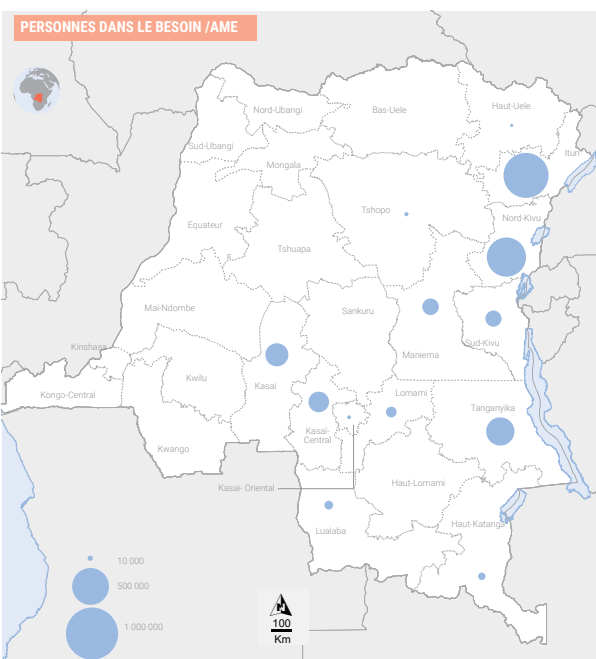 PERSONNES DANS LE BESOIN /AME
Nord-Ubangi
Bas-Uele
Haut-Uele
Sud-Ubangi
Ituri
Mongala
Tshopo
Nord-Kivu
Equateur
Tshuapa
Mai-Ndombe
Sankuru
Kinshasa
Sud-Kivu
Maniema
Kwilu
Kasai
Kongo-Central
Lomami
Tanganyika
Kasaï-
Central
Kwango
Kasaï- Oriental
Haut-Lomami
Haut-Katanga
Lualaba
10 000
500 000
1 000 000
100
Km